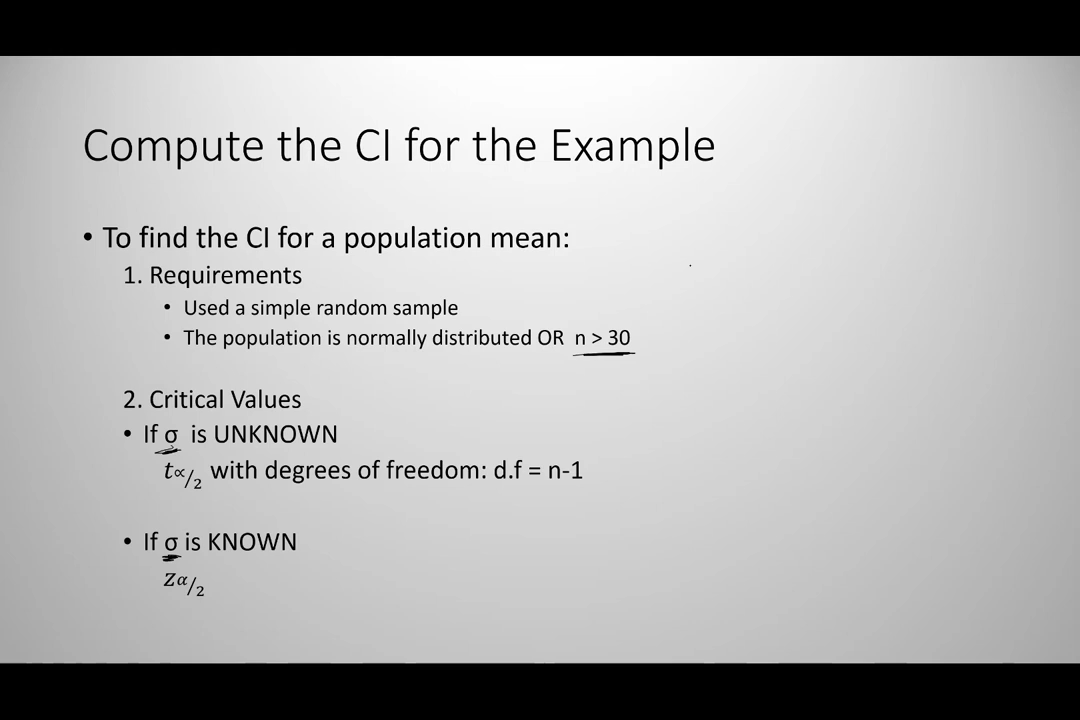 Compute the CI for the Example
• To find the CI for a population mean:
1. Requirements
• Used a simple random sample
• The population is normally distributed OR n > 30
2. Critical Values
• If σ is UNKNOWN
t∝/2 with degrees of freedom: d.f = n-1
• If σ is KNOWN
zα/2